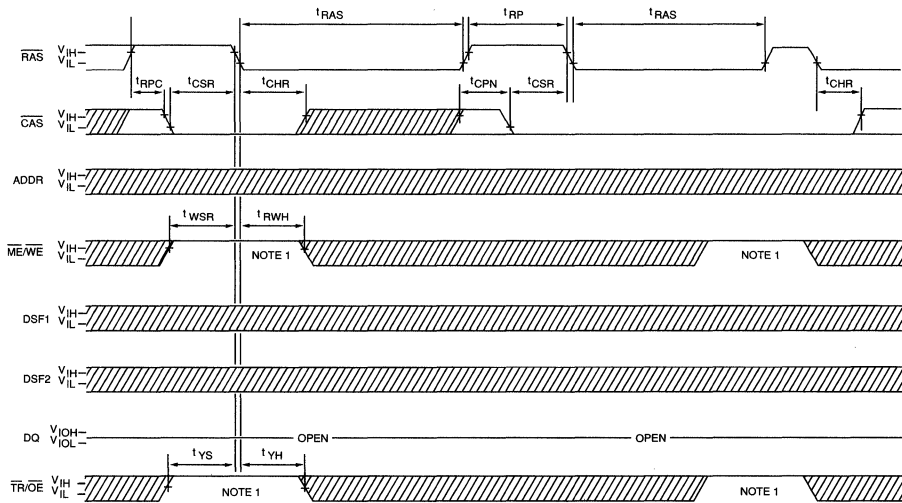 tRAS tRP tRAS
RAS VIH
VIL
tRPC tCSR tCHR tCPN tCSR tCHR
CAS VIH
VIL
ADDR VIH
VIL
tWSR tRWH
ME/WE VIH
VIL
NOTE 1 NOTE 1
DSF1 VIH
VIL
DSF2 VIH
VIL
DQ VIOH
VIOL
OPEN OPEN
tYS tYH
TR/OE VIH
VIL
NOTE 1 NOTE 1